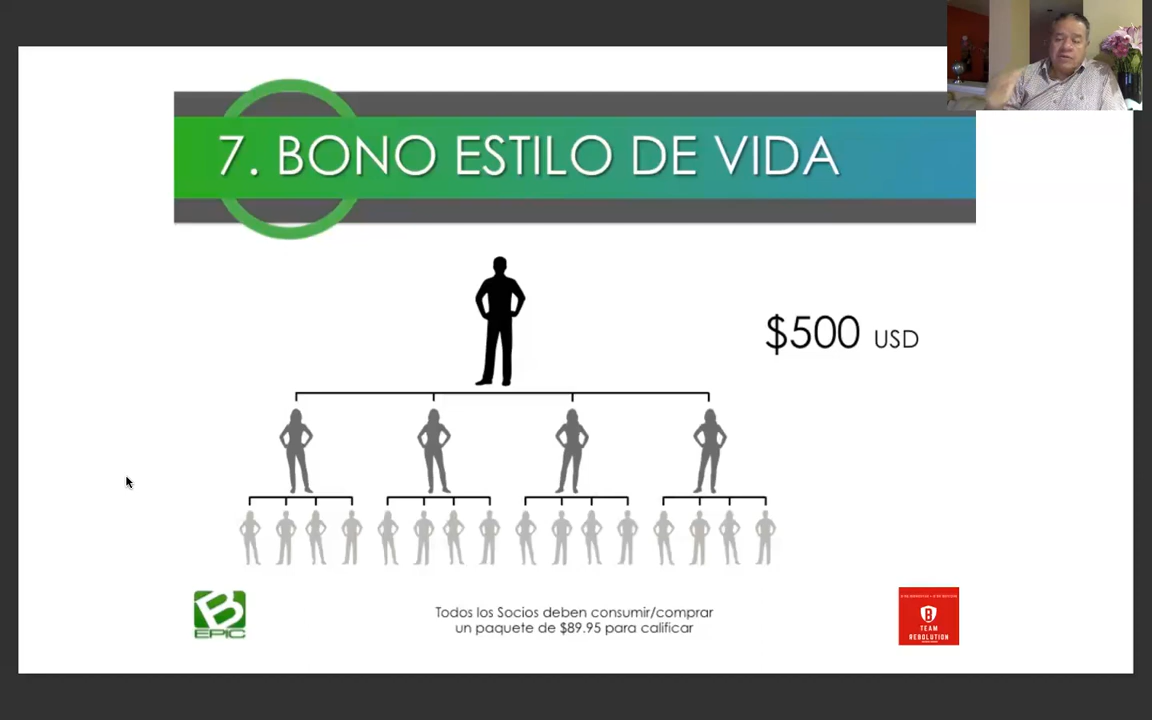 7. BONO ESTILO DE VIDA
$500 USD
B
EPIC
Todos los Socios deben consumir/comprar
un paquete de $89.95 para calificar
B
TEAM
REBOLUTION